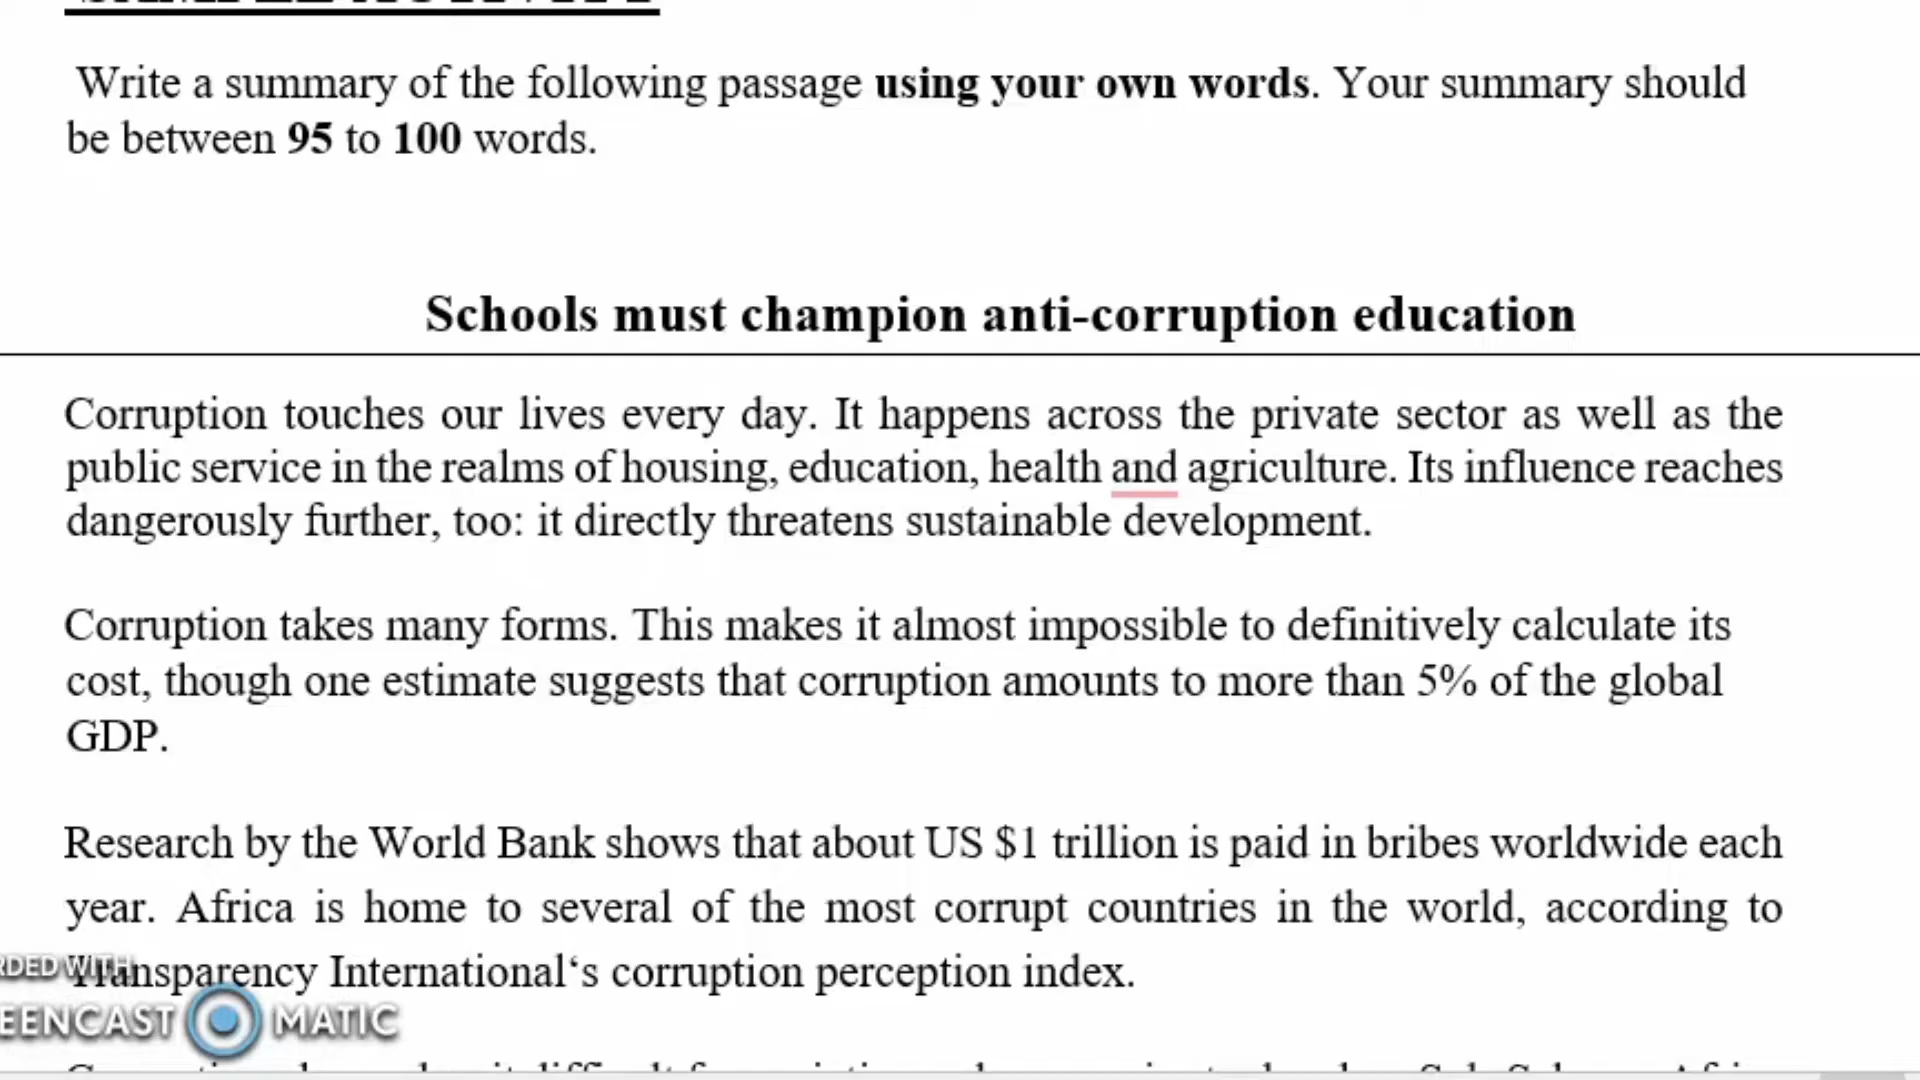 Write a summary of the following passage using your own words. Your summary should
be between 95 to 100 words.
Schools must champion anti-corruption education
Corruption touches our lives every day. It happens across the private sector as well as the
public service in the realms of housing, education, health and agriculture. Its influence reaches
dangerously further, too: it directly threatens sustainable development.
Corruption takes many forms. This makes it almost impossible to definitively calculate its
cost, though one estimate suggests that corruption amounts to more than 5% of the global
GDP.
Research by the World Bank shows that about US $1 trillion is paid in bribes worldwide each
year. Africa is home to several of the most corrupt countries in the world, according to
Transparency International‘s corruption perception index.
RDED WITH
EENCAST MATIC